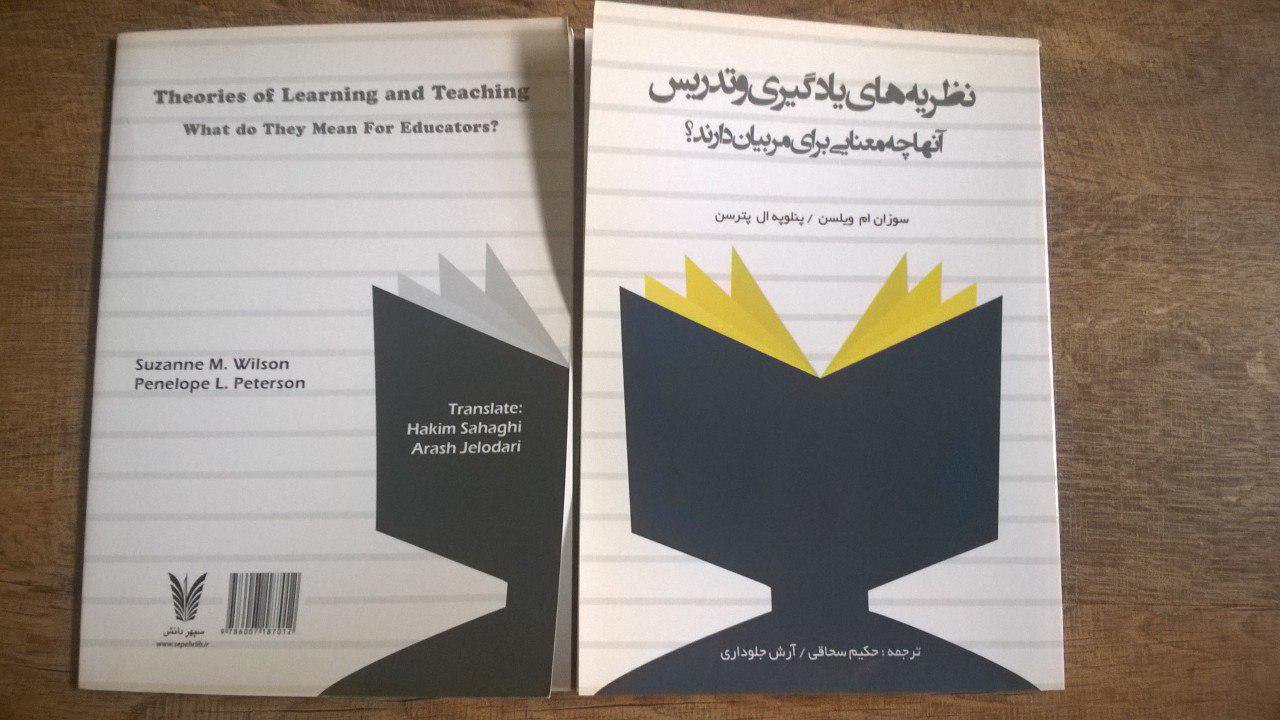 Theories of Learning and Teaching
What do They Mean For Educators?
Suzanne M. Wilson
Penelope L. Peterson
Translate:
Hakim Sahaghi
Arash Jelodari
سپهر دانش
www.sepehrlib.ir
9786007187012
نظریه‌های یادگیری و تدریس
آنها چه معنایی برای مربیان دارند؟
سوزان ام ویلسن / پنلوپه ال پترسن
ترجمه : حکیم سحاقی / آرش جلوداری